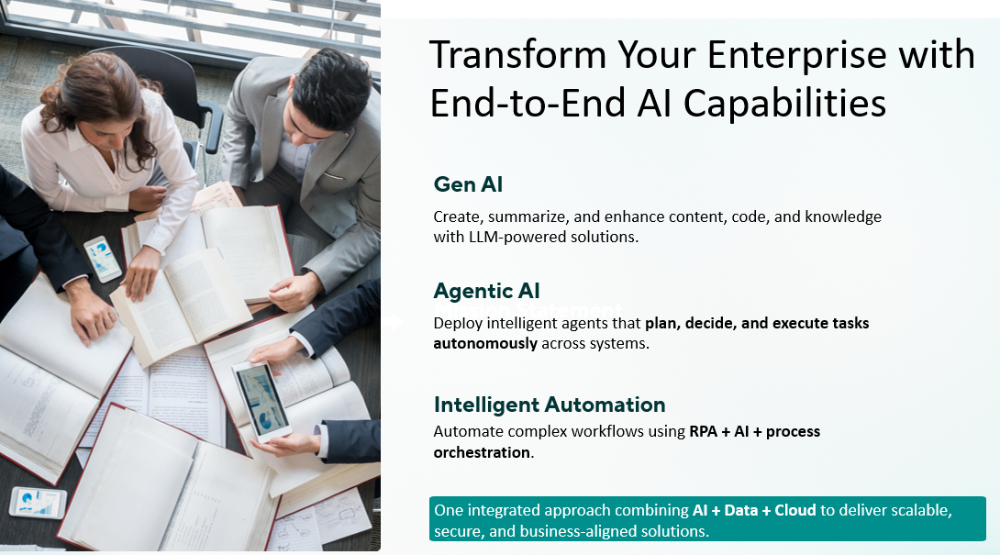 Transform Your Enterprise with
End-to-End AI Capabilities
Gen AI
Create, summarize, and enhance content, code, and knowledge
with LLM-powered solutions.
Agentic AI
Statement
Deploy intelligent agents that plan, decide, and execute tasks
autonomously across systems.
Intelligent Automation
Automate complex workflows using RPA + AI + process
orchestration.
One integrated approach combining AI + Data + Cloud to deliver scalable,
secure, and business-aligned solutions.